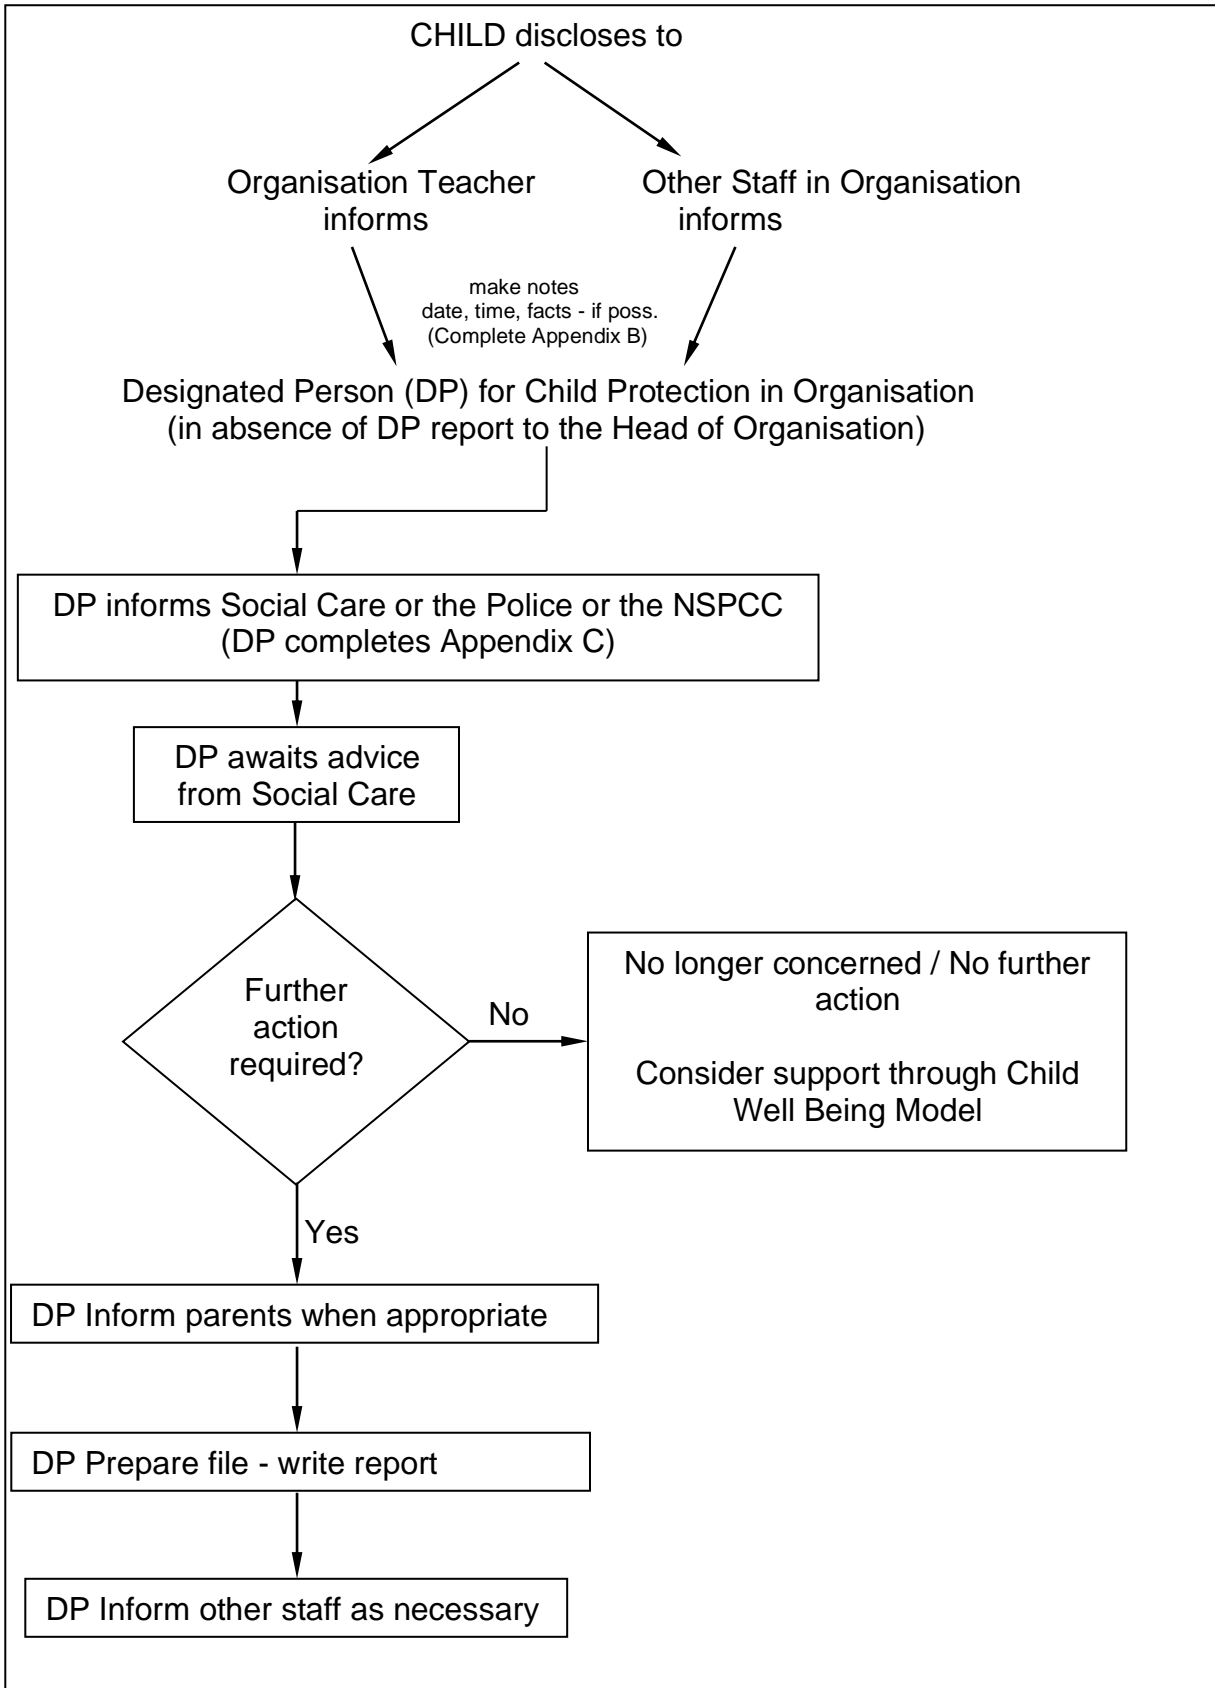 CHILD discloses to
Organisation Teacher
informs
Other Staff in Organisation
informs
make notes
date, time, facts - if poss.
(Complete Appendix B)
Designated Person (DP) for Child Protection in Organisation
(in absence of DP report to the Head of Organisation)
DP informs Social Care or the Police or the NSPCC
(DP completes Appendix C)
DP awaits advice
from Social Care
Further
action
required?
No
No longer concerned / No further
action
Consider support through Child
Well Being Model
Yes
DP Inform parents when appropriate
DP Prepare file - write report
DP Inform other staff as necessary